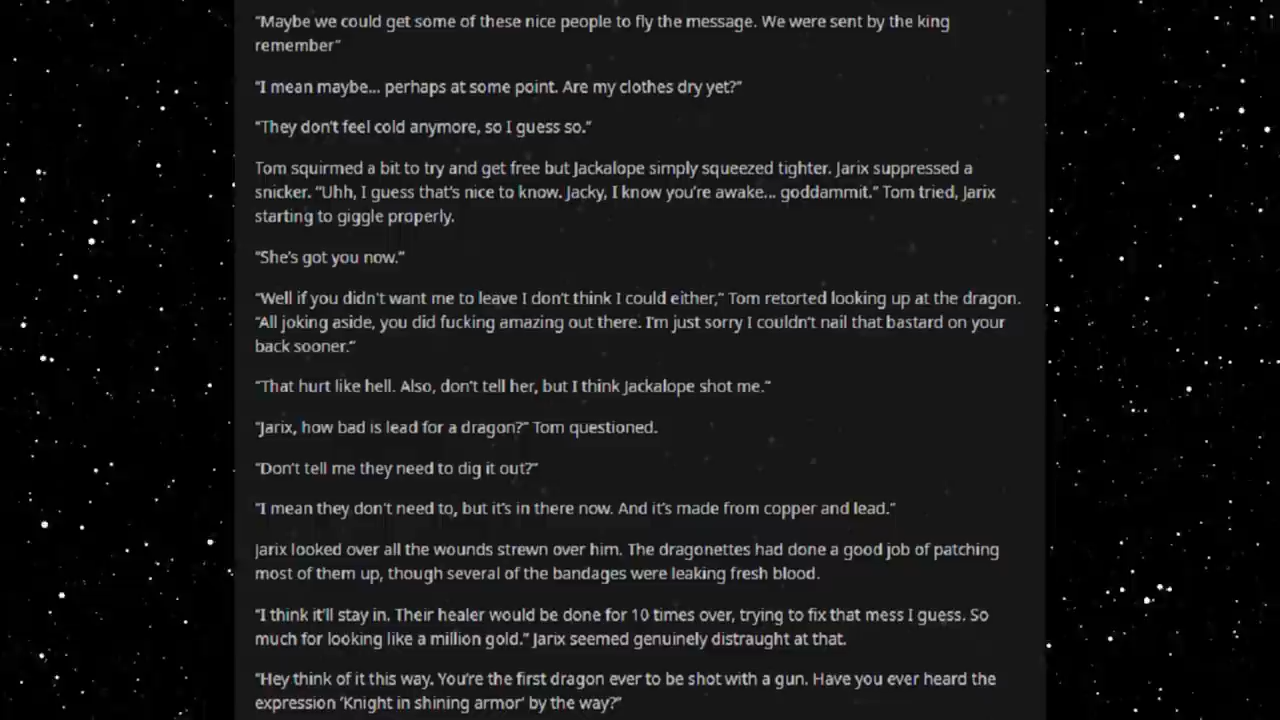 “Maybe we could get some of these nice people to fly the message. We were sent by the king
remember”
“I mean maybe... perhaps at some point. Are my clothes dry yet?”
“They don’t feel cold anymore, so I guess so.”
Tom squirmed a bit to try and get free but Jackalope simply squeezed tighter. Jarix suppressed a
snicker. “Uhh, I guess that’s nice to know. Jacky, I know you’re awake... goddammit.” Tom tried, Jarix
starting to giggle properly.
“She’s got you now.”
“Well if you didn’t want me to leave I don’t think I could either,” Tom retorted looking up at the dragon.
“All joking aside, you did fucking amazing out there. I’m just sorry I couldn’t nail that bastard on your
back sooner.”
“That hurt like hell. Also, don’t tell her, but I think Jackalope shot me.”
“Jarix, how bad is lead for a dragon?” Tom questioned.
“Don’t tell me they need to dig it out?”
“I mean they don’t need to, but it’s in there now. And it’s made from copper and lead.”
Jarix looked over all the wounds strewn over him. The dragonettes had done a good job of patching
most of them up, though several of the bandages were leaking fresh blood.
“I think it’ll stay in. Their healer would be done for 10 times over, trying to fix that mess I guess. So
much for looking like a million gold.” Jarix seemed genuinely distraught at that.
“Hey think of it this way. You’re the first dragon ever to be shot with a gun. Have you ever heard the
expression ‘Knight in shining armor’ by the way?”